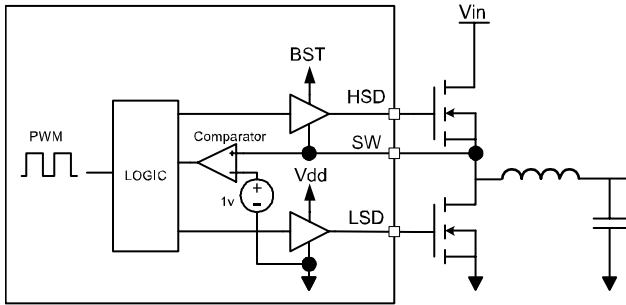 Vin
BST
HSD
PWM
Comparator
SW
LOGIC
+
-
Vdd
1v
+
-
LSD